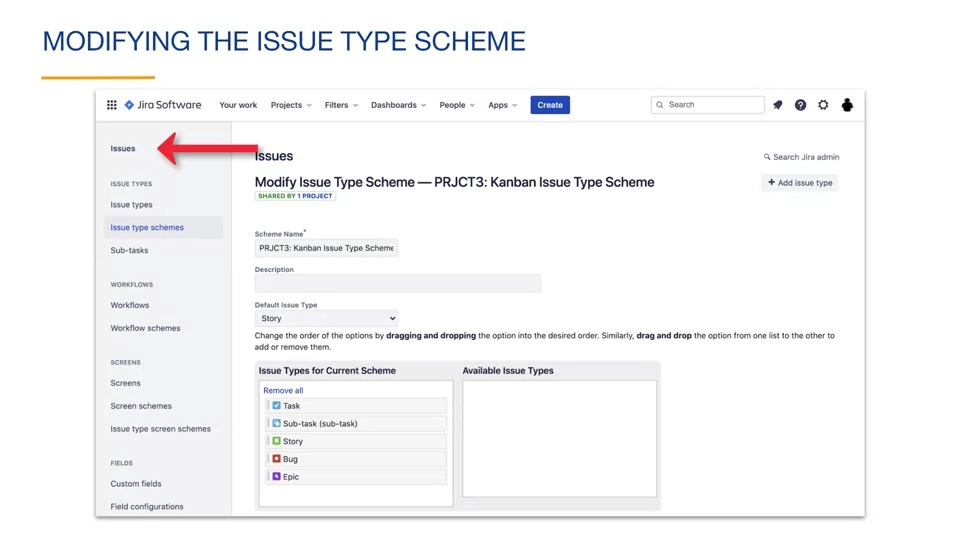 MODIFYING THE ISSUE TYPE SCHEME
Jira Software
Your work
Projects
Filters
Dashboards
People
Apps
Create
Search
Issues
ISSUE TYPES
Issue types
Issue type schemes
Sub-tasks
WORKFLOWS
Workflows
Workflow schemes
SCREENS
Screens
Screen schemes
Issue type screen schemes
FIELDS
Custom fields
Field configurations
Issues
Search Jira admin
Modify Issue Type Scheme — PRJCT3: Kanban Issue Type Scheme
+ Add issue type
SHARED BY 1 PROJECT
Scheme Name*
PRJCT3: Kanban Issue Type Scheme
Description
Default Issue Type
Story
Change the order of the options by dragging and dropping the option into the desired order. Similarly, drag and drop the option from one list to the other to
add or remove them.
Issue Types for Current Scheme
Remove all
Task
Sub-task (sub-task)
Story
Bug
Epic
Available Issue Types